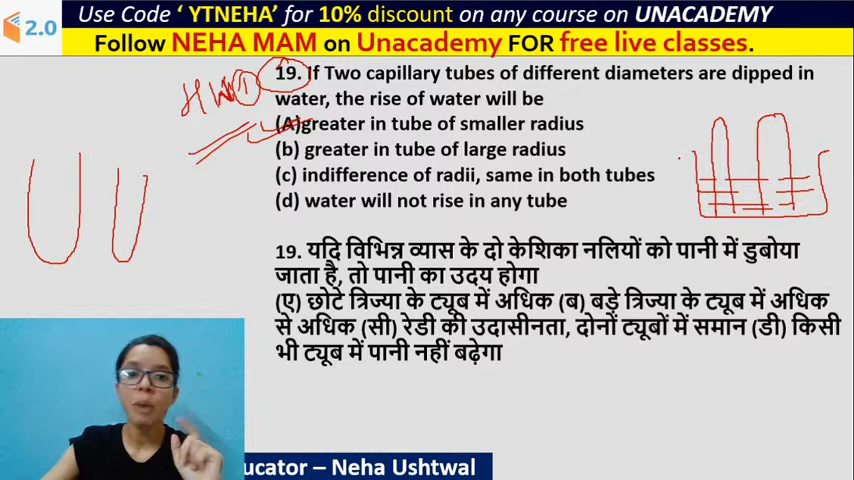 Use Code ‘ YTNEHA’ for 10% discount on any course on UNACADEMY
2.0
Follow NEHA MAM on Unacademy FOR free live classes.
19. If Two capillary tubes of different diameters are dipped in
water, the rise of water will be
(A)greater in tube of smaller radius
(b) greater in tube of large radius
(c) indifference of radii, same in both tubes
(d) water will not rise in any tube
19. यदि विभिन्न व्यास के दो केशिका नलियों को पानी में डुबोया
जाता है, तो पानी का उदय होगा
(ए) छोटे त्रिज्या के ट्यूब में अधिक (ब) बड़े त्रिज्या के ट्यूब में अधिक
से अधिक (सी) रेडी की उदासीनता, दोनों ट्यूबों में समान (डी) किसी
भी ट्यूब में पानी नहीं बढ़ेगा
ucator – Neha Ushtwal